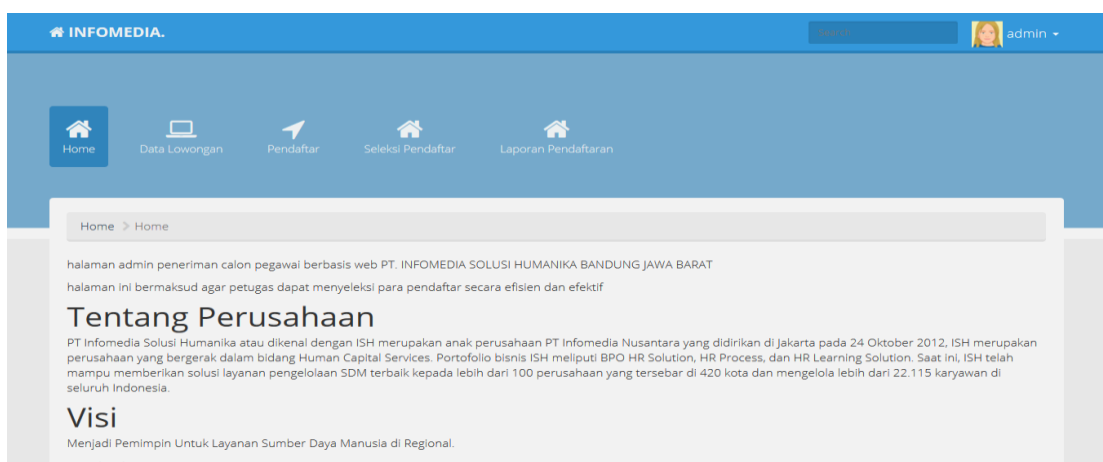 INFOMEDIA.
Search
admin
Home
Data Lowongan
Pendaftar
Seleksi Pendaftar
Laporan Pendaftaran
Home > Home
halaman admin peneriman calon pegawai berbasis web PT. INFOMEDIA SOLUSI HUMANIKA BANDUNG JAWA BARAT
halaman ini bermaksud agar petugas dapat menyeleksi para pendaftar secara efisien dan efektif
Tentang Perusahaan
PT Infomedia Solusi Humanika atau dikenal dengan ISH merupakan anak perusahaan PT Infomedia Nusantara yang didirikan di Jakarta pada 24 Oktober 2012, ISH merupakan
perusahaan yang bergerak dalam bidang Human Capital Services. Portofolio bisnis ISH meliputi BPO HR Solution, HR Process, dan HR Learning Solution. Saat ini, ISH telah
mampu memberikan solusi layanan pengelolaan SDM terbaik kepada lebih dari 100 perusahaan yang tersebar di 420 kota dan mengelola lebih dari 22.115 karyawan di
seluruh Indonesia.
Visi
Menjadi Pemimpin Untuk Layanan Sumber Daya Manusia di Regional.